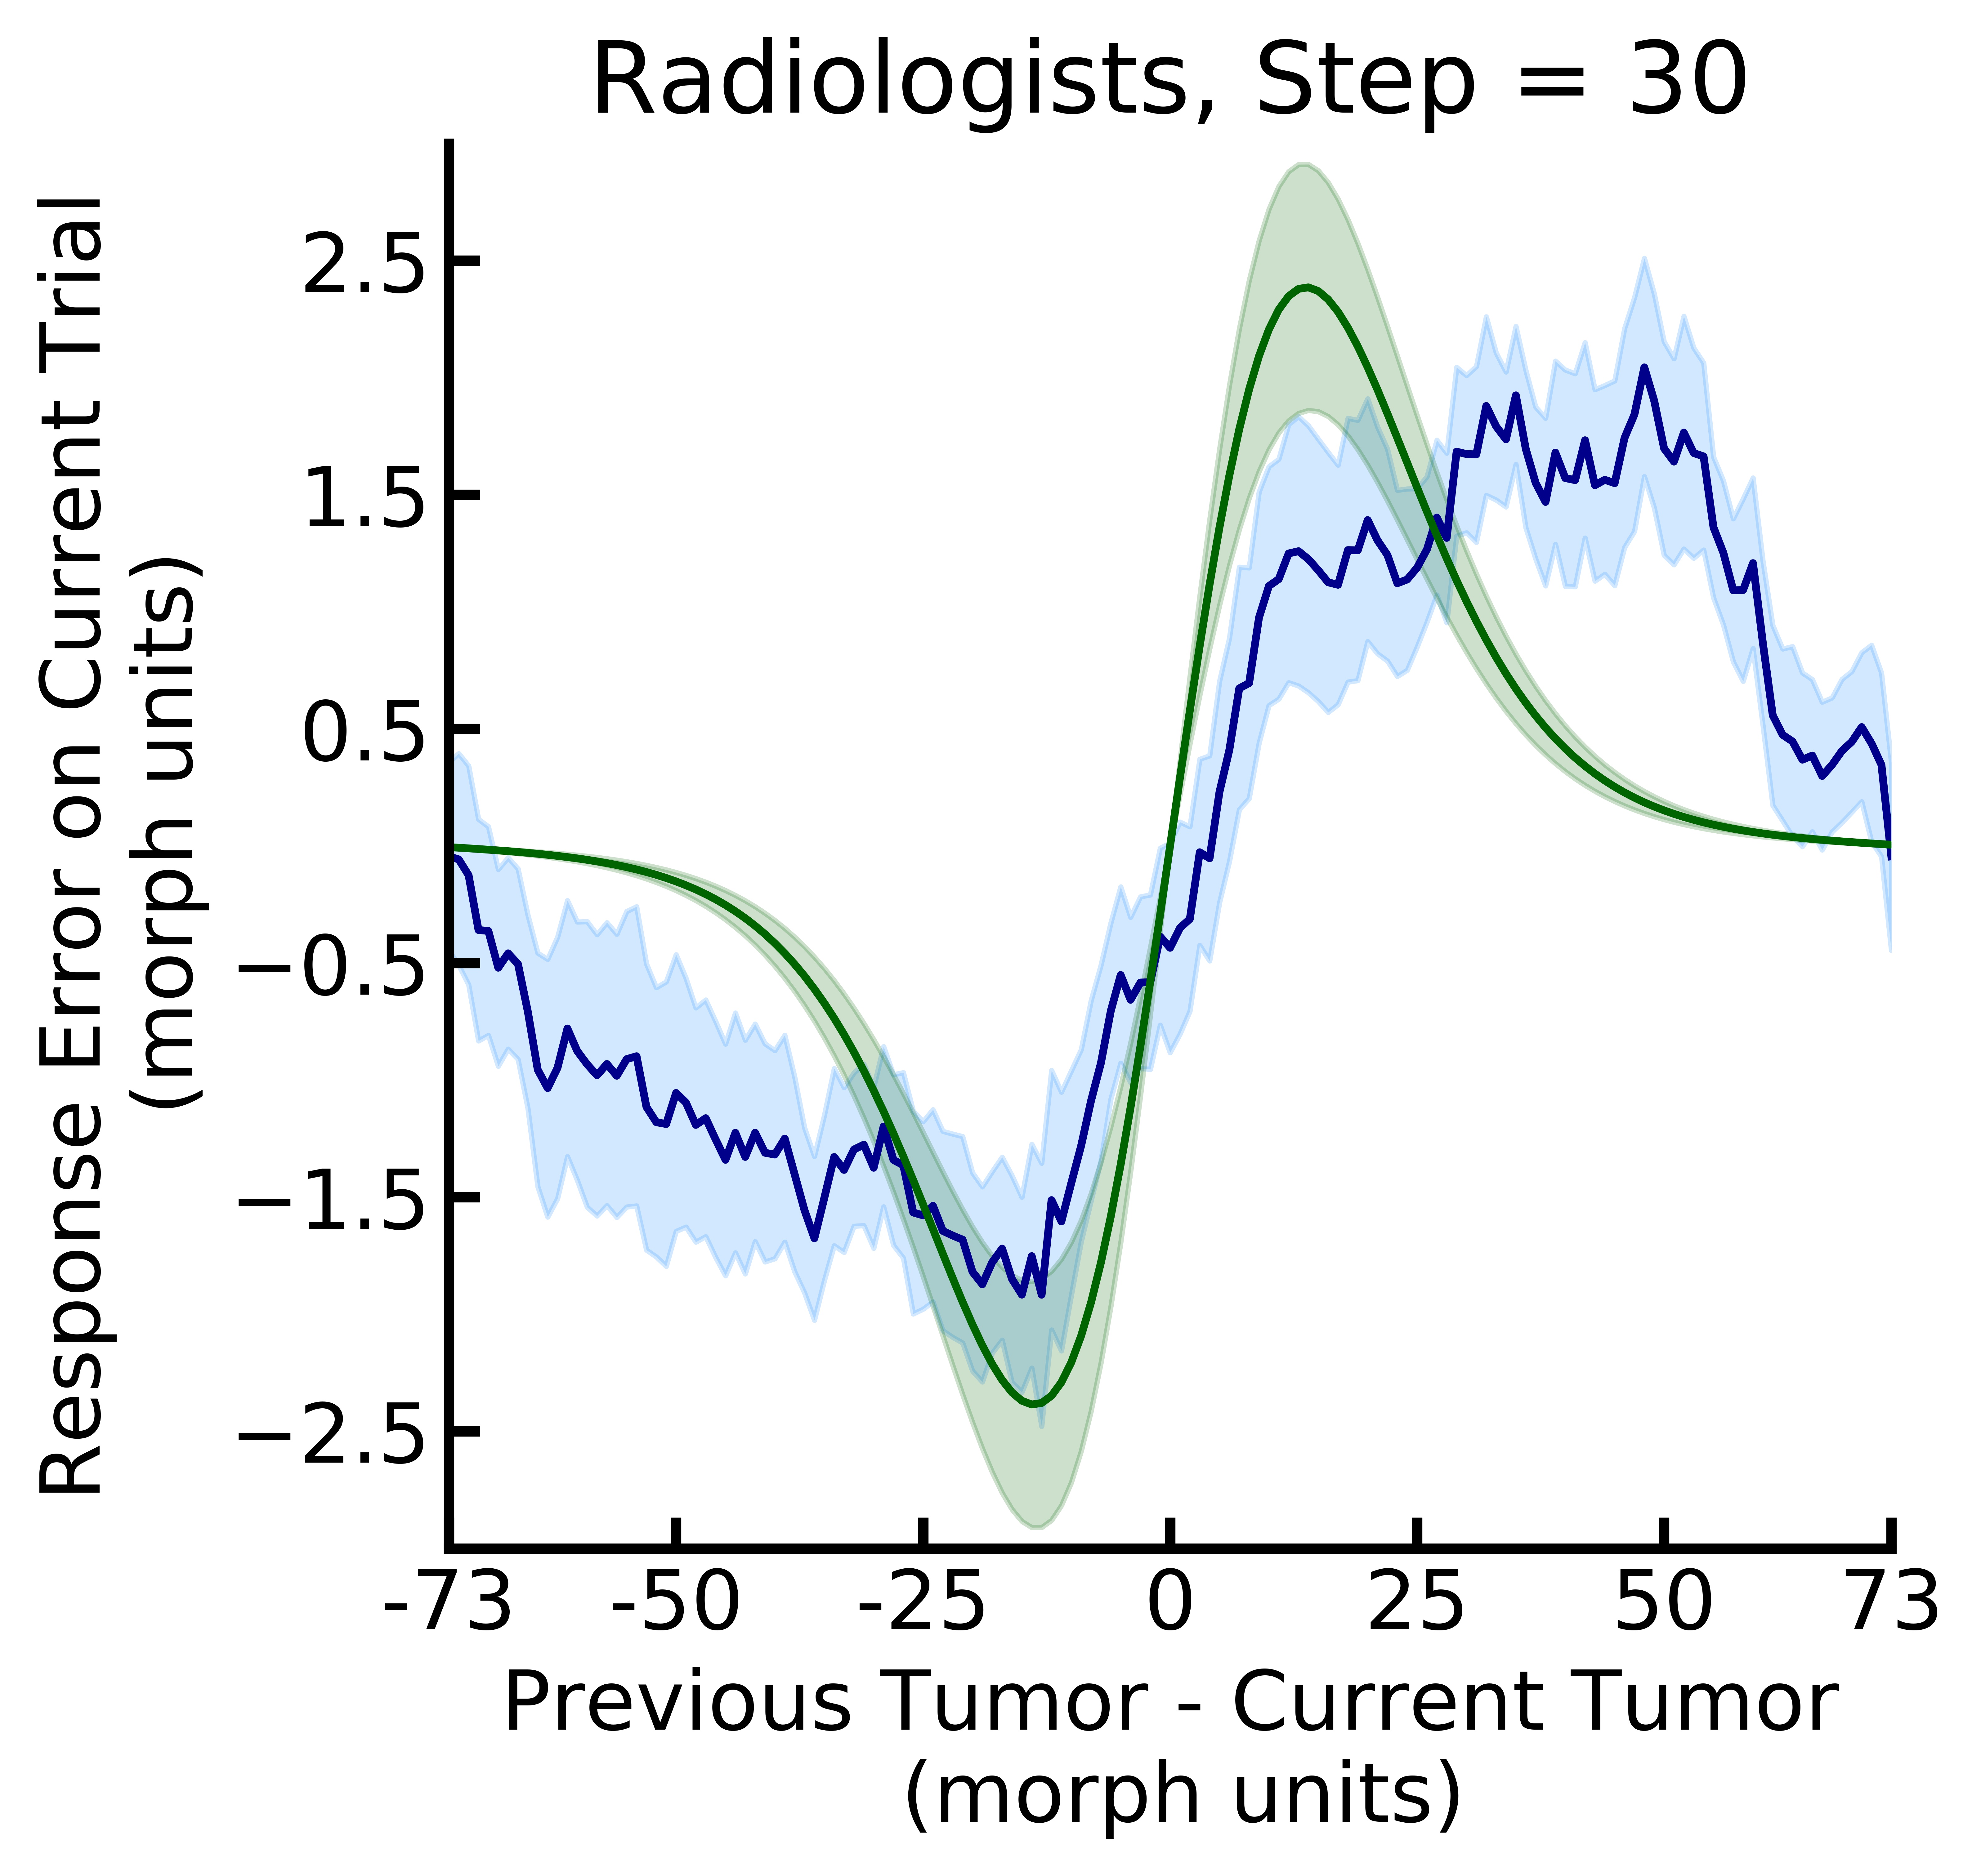 Radiologists, Step = 30
Response Error on Current Trial
(morph units)
2.5
1.5
0.5
−0.5
−1.5
−2.5
-73
-50
-25
0
25
50
73
Previous Tumor - Current Tumor
(morph units)